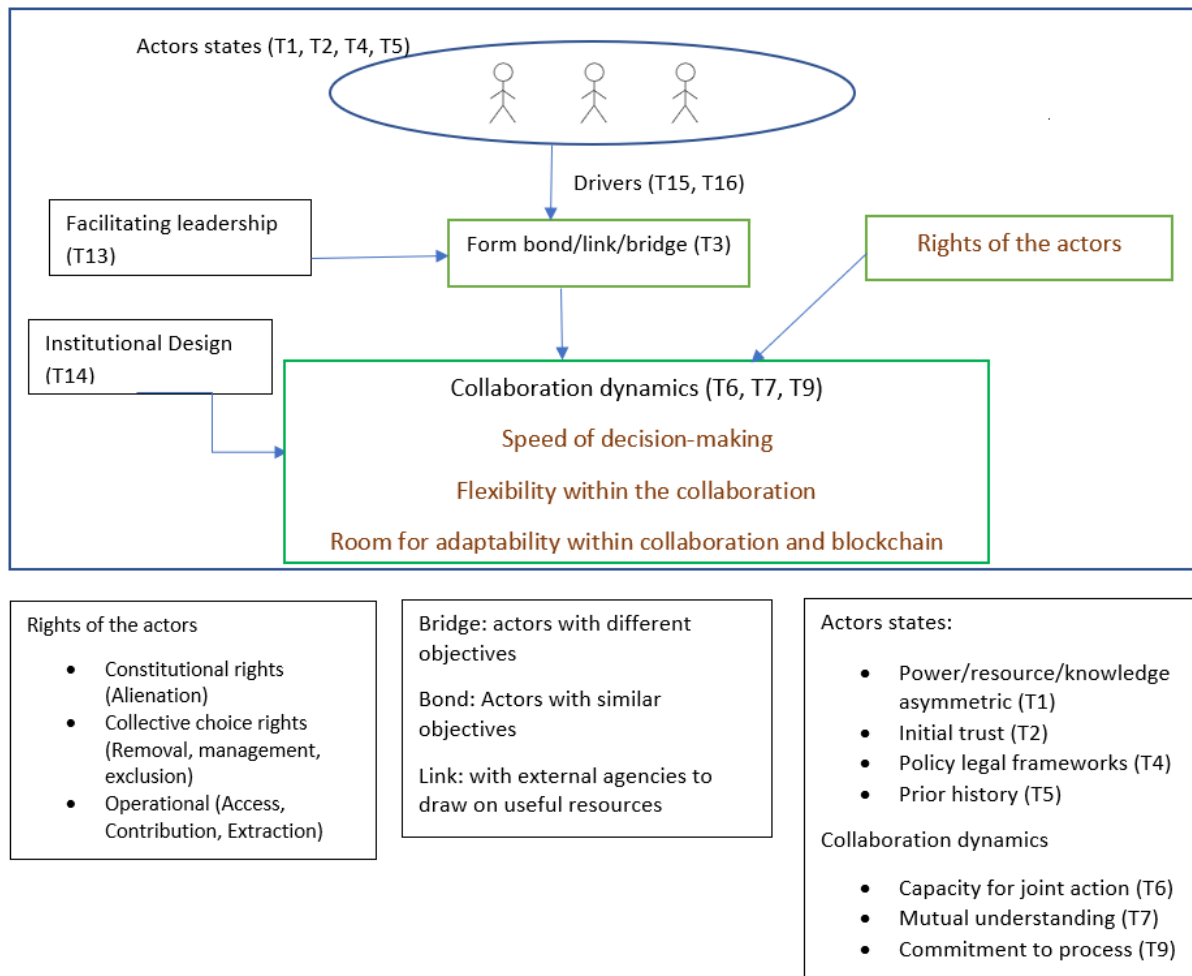 Actors states (T1, T2, T4, T5)
Drivers (T15, T16)
Facilitating leadership
(T13)
Form bond/link/bridge (T3)
Rights of the actors
Institutional Design
(T14)
Collaboration dynamics (T6, T7, T9)
Speed of decision-making
Flexibility within the collaboration
Room for adaptability within collaboration and blockchain
Rights of the actors
• Constitutional rights
(Alienation)
• Collective choice rights
(Removal, management,
exclusion)
• Operational (Access,
Contribution, Extraction)
Bridge: actors with different
objectives
Bond: Actors with similar
objectives
Link: with external agencies to
draw on useful resources
Actors states:
• Power/resource/knowledge
asymmetric (T1)
• Initial trust (T2)
• Policy legal frameworks (T4)
• Prior history (T5)
Collaboration dynamics
• Capacity for joint action (T6)
• Mutual understanding (T7)
• Commitment to process (T9)